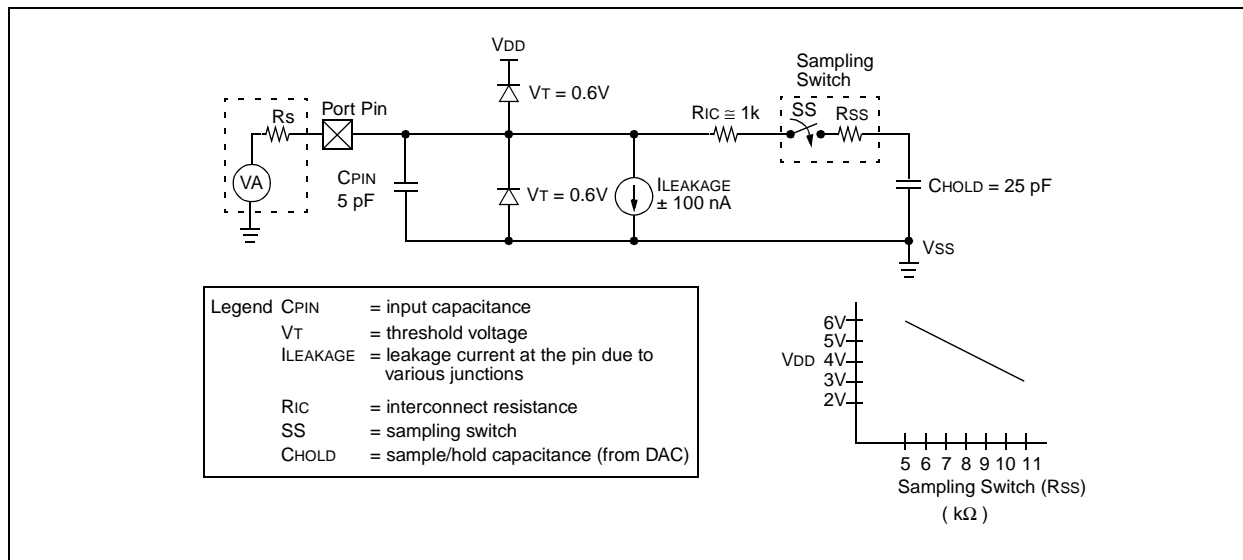 VDD
Sampling
Switch
VT = 0.6V
RIC ≅ 1k
SS
RSS
Port Pin
RS
VA
CPIN
5 pF
VT = 0.6V
ILEAKAGE
± 100 nA
CHOLD = 25 pF
VSS
Legend CPIN = input capacitance
VT = threshold voltage
ILEAKAGE = leakage current at the pin due to
various junctions
RIC = interconnect resistance
SS = sampling switch
CHOLD = sample/hold capacitance (from DAC)
6V
5V
VDD 4V
3V
2V
5 6 7 8 9 10 11
Sampling Switch (RSS)
( kΩ )